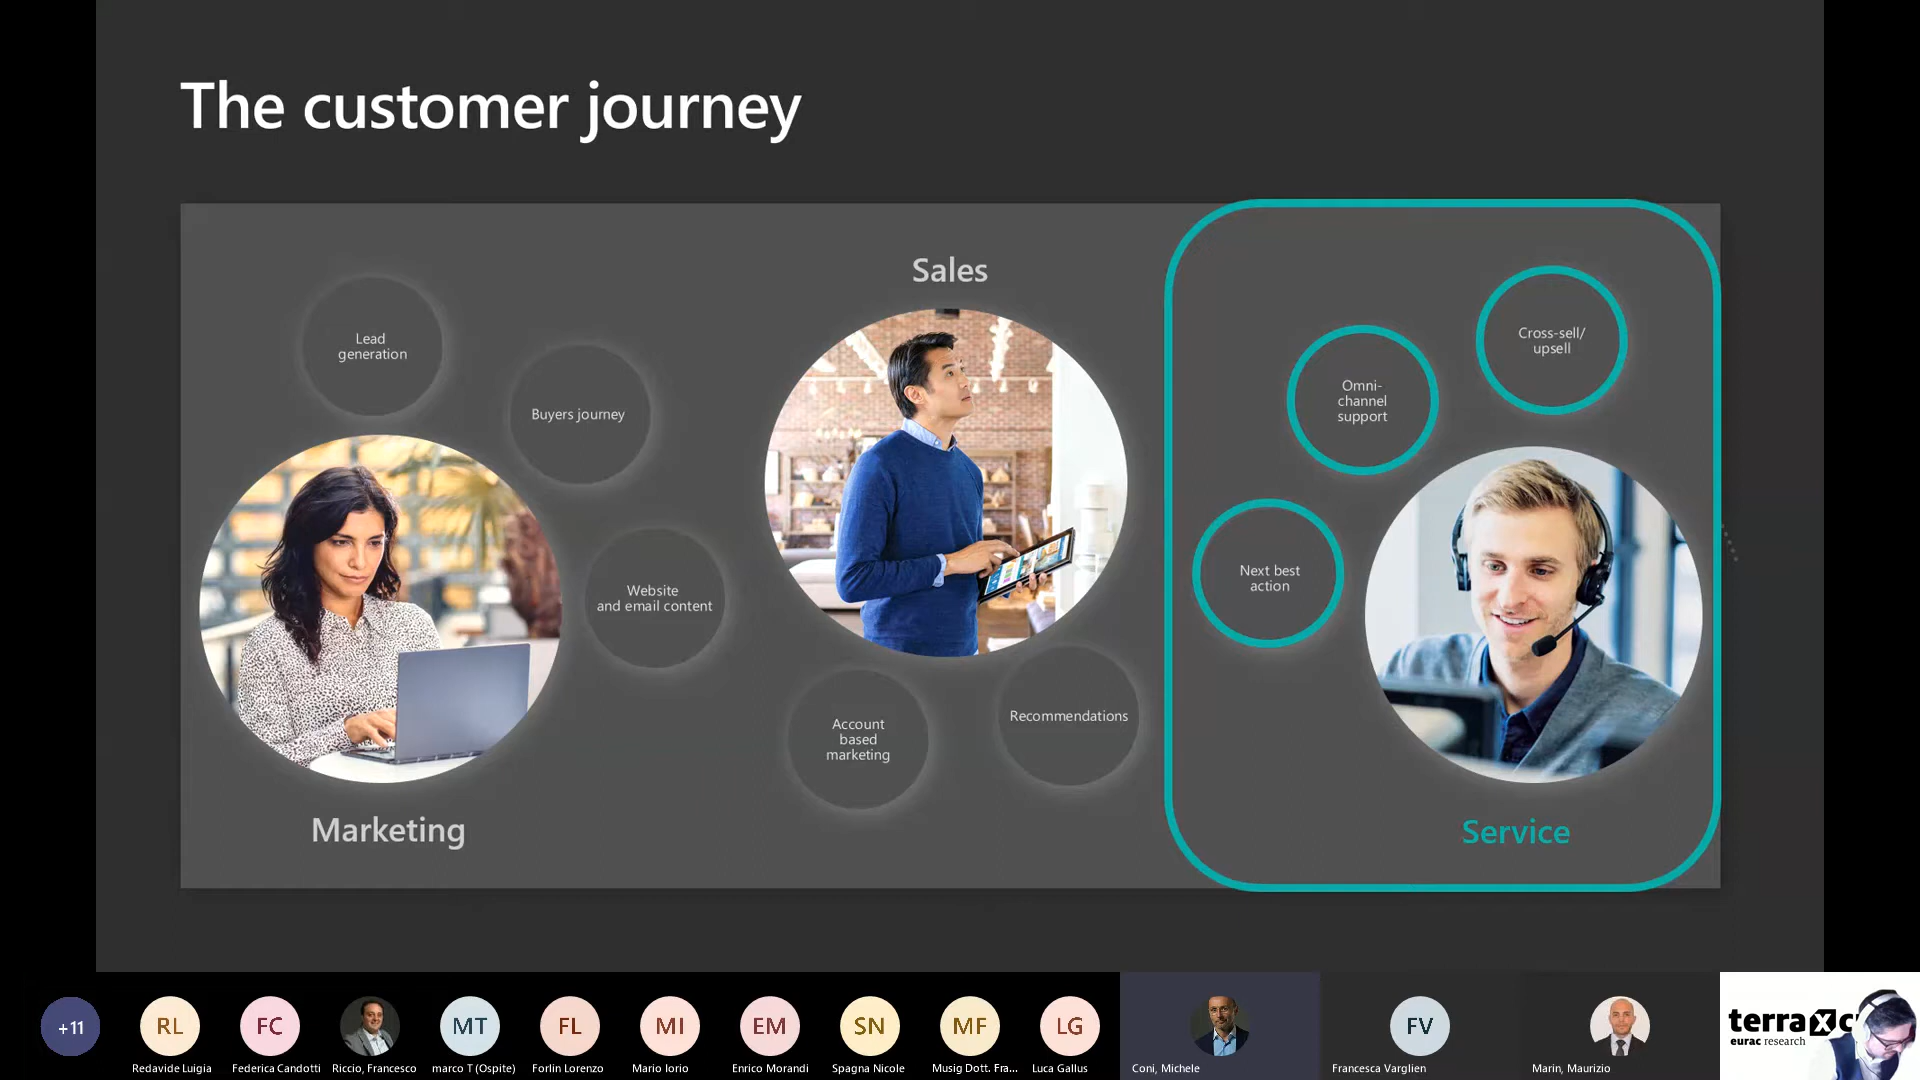 The customer journey
Sales
Lead
generation
Buyers journey
Website
and email content
Marketing
Account
based
marketing
Recommendations
Cross-sell/
upsell
Omni-
channel
support
Next best
action
Service
+11
RL
FC
MT
FL
MI
EM
SN
MF
LG
FV
Redavide Luigia
Federica Candotti
Riccio, Francesco
marco T (Ospite)
Forlin Lorenzo
Mario Iorio
Enrico Morandi
Spagna Nicole
Musig Dott. Fra...
Luca Gallus
Coni, Michele
Francesca Varglien
Marin, Maurizio
eurac research